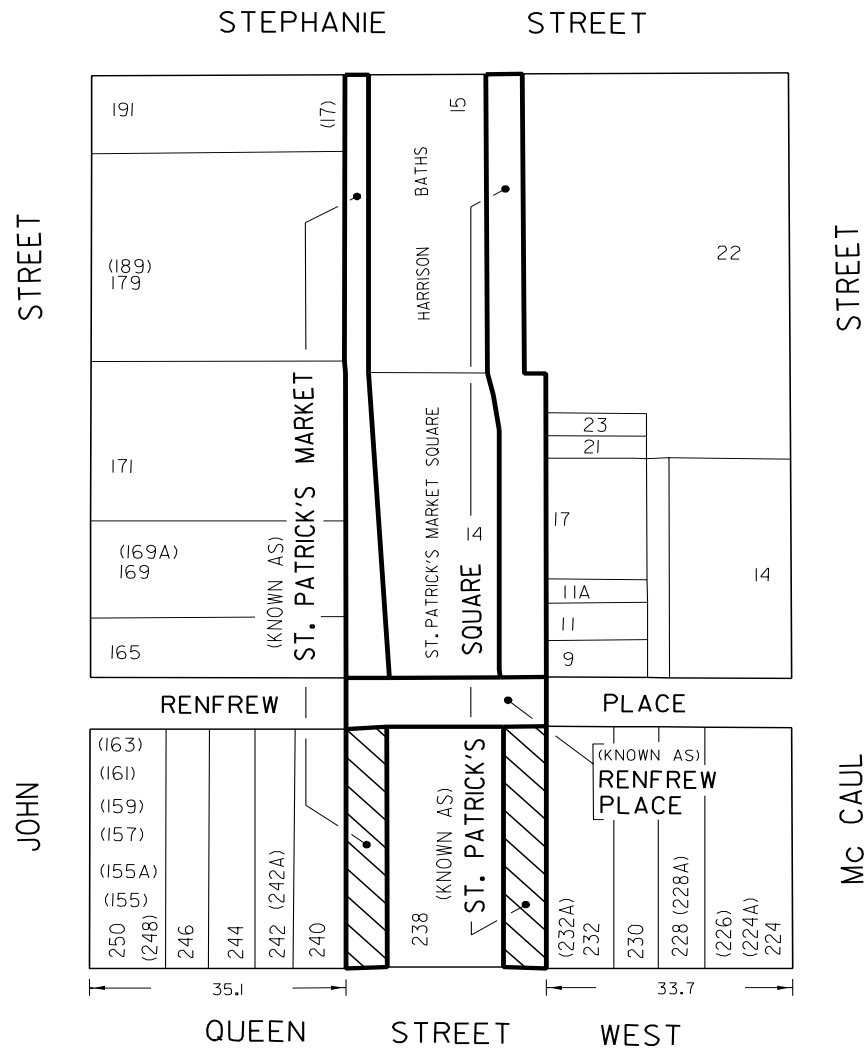 STEPHANIE STREET
191
(17)
15
HARRISON BATHS
22
STREET
STREET
(189)
179
171
(169A)
169
165
(KNOWN AS)
ST. PATRICK'S MARKET
ST. PATRICK'S MARKET SQUARE
14
SQUARE
23
21
17
11A
11
9
14
RENFREW
PLACE
(KNOWN AS)
RENFREW
PLACE
(KNOWN AS)
ST. PATRICK'S
JOHN
Mc CAUL
(163)
(161)
(159)
(157)
(155A)
(155)
250
(248)
246
244
242 (242A)
240
238
(232A)
232
230
228 (228A)
(226)
(224A)
224
35.1
33.7
QUEEN STREET WEST